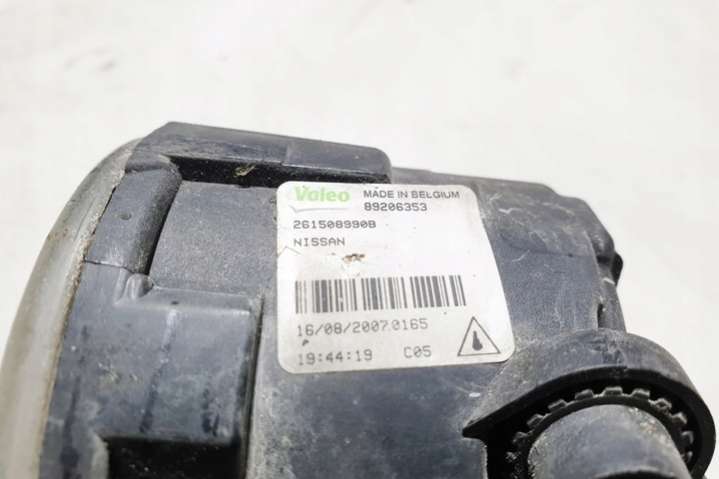 Valeo MADE IN BELGIUM
89206353
261508990B
NISSAN
16/08/2007.0165
19:44:19 C05